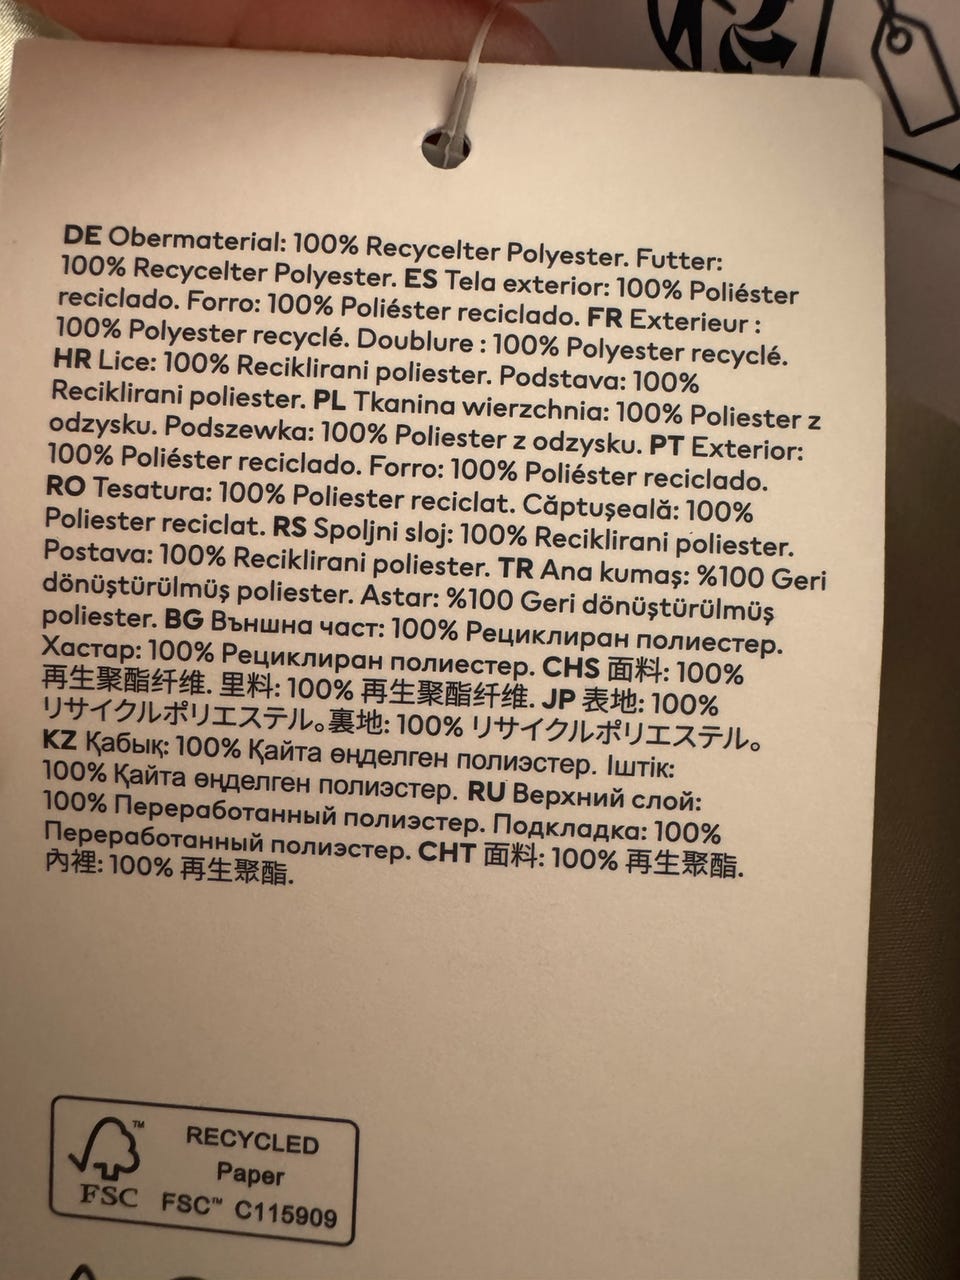 DE Obermaterial: 100% Recycelter Polyester. Futter:
100% Recycelter Polyester. ES Tela exterior: 100% Poliéster
reciclado. Forro: 100% Poliéster reciclado. FR Exterieur :
100% Polyester recyclé. Doublure : 100% Polyester recyclé.
HR Lice: 100% Reciklirani poliester. Podstava: 100%
Reciklirani poliester. PL Tkanina wierzchnia: 100% Poliester z
odzysku. Podszewka: 100% Poliester z odzysku. PT Exterior:
100% Poliéster reciclado. Forro: 100% Poliéster reciclado.
RO Tesatura: 100% Poliester reciclat. Căptușeală: 100%
Poliester reciclat. RS Spoljni sloj: 100% Reciklirani poliester.
Postava: 100% Reciklirani poliester. TR Ana kumaş: %100 Geri
dönüştürülmüş poliester. Astar: %100 Geri dönüştürülmüş
poliester. BG Външна част: 100% Рециклиран полиестер.
Хастар: 100% Рециклиран полиестер. CHS 面料: 100%
再生聚酯纤维. 里料: 100% 再生聚酯纤维. JP 表地: 100%
リサイクルポリエステル。裏地: 100% リサイクルポリエステル。
KZ Қабық: 100% Қайта өңделген полиэстер. Іштік:
100% Қайта өңделген полиэстер. RU Верхний слой:
100% Переработанный полиэстер. Подкладка: 100%
Переработанный полиэстер. CHT 面料: 100% 再生聚酯.
內裡: 100% 再生聚酯.
RECYCLED
Paper
FSC™ C115909
FSC